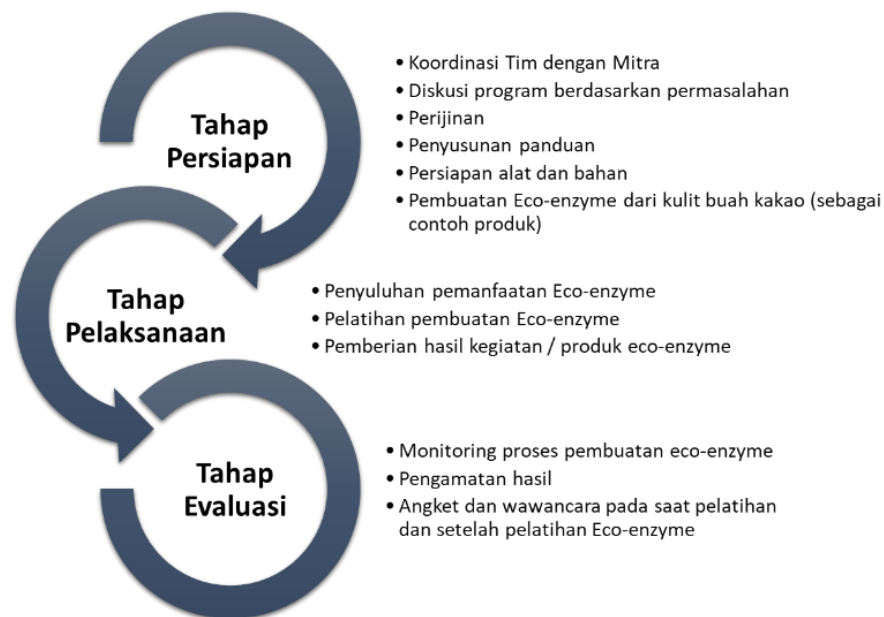 Tahap
Persiapan
• Koordinasi Tim dengan Mitra
• Diskusi program berdasarkan permasalahan
• Perijinan
• Penyusunan panduan
• Persiapan alat dan bahan
• Pembuatan Eco-enzyme dari kulit buah kakao (sebagai
contoh produk)
Tahap
Pelaksanaan
• Penyuluhan pemanfaatan Eco-enzyme
• Pelatihan pembuatan Eco-enzyme
• Pemberian hasil kegiatan / produk eco-enzyme
Tahap
Evaluasi
• Monitoring proses pembuatan eco-enzyme
• Pengamatan hasil
• Angket dan wawancara pada saat pelatihan
dan setelah pelatihan Eco-enzyme